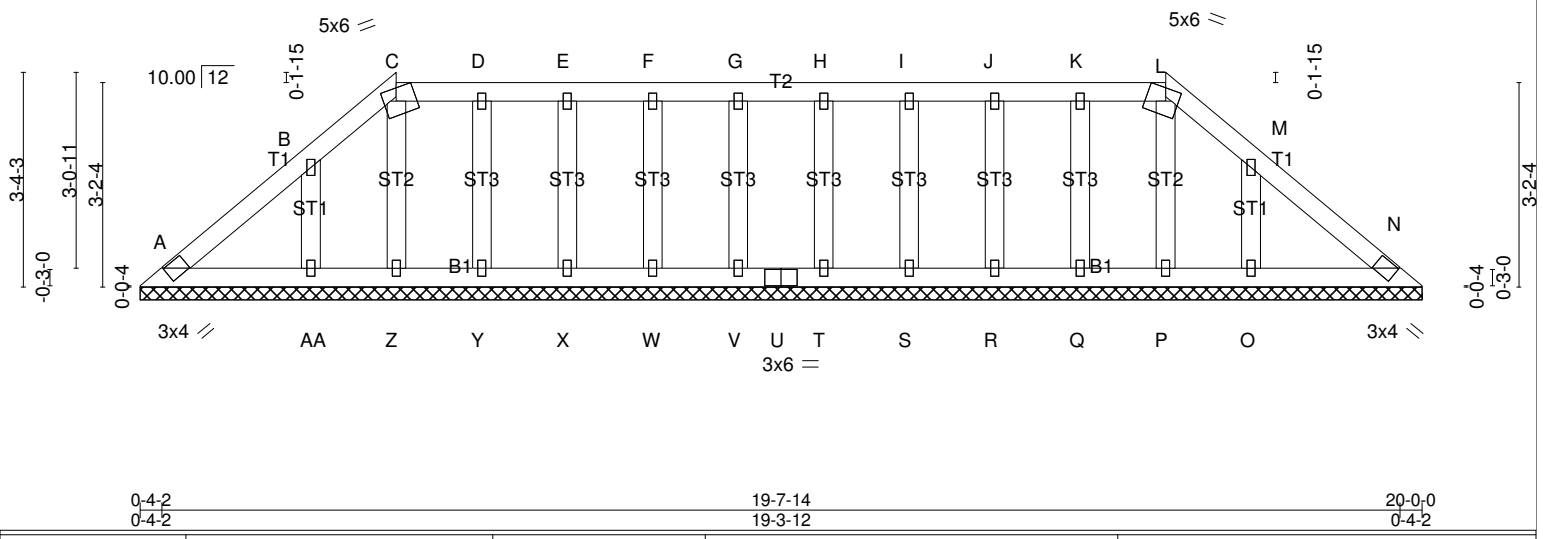 5x6
5x6
C D E F G H I J K L
T2
10.00 12
0-1-15
0-1-15
B
T1
M
T1
3-4-3
3-0-11
3-2-4
3-2-4
ST2 ST3 ST3 ST3 ST3 ST3 ST3 ST3 ST3 ST2
ST1
ST1
A
N
B1
B1
-0-3-0
0-0-4
0-0-4
0-3-0
3x4
3x4
AA Z Y X W V U T S R Q P O
3x6
0-4-2 19-7-14 20-0-0
0-4-2 19-3-12 0-4-2